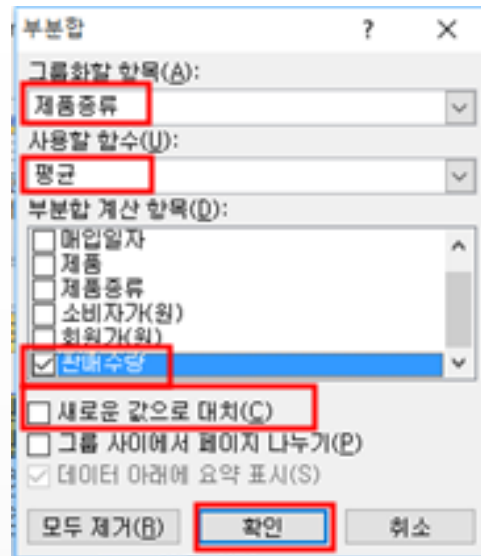 부분합
그룹화할 항목(A):
제품종류
사용할 함수(U):
평균
부분합 계산 항목(D):
매입일자
제품
제품종류
소비자가(원)
회원가(원)
판매수량
새로운 값으로 대치(C)
그룹 사이에서 페이지 나누기(P)
데이터 아래에 요약 표시(S)
모두 제거(R) 확인 취소